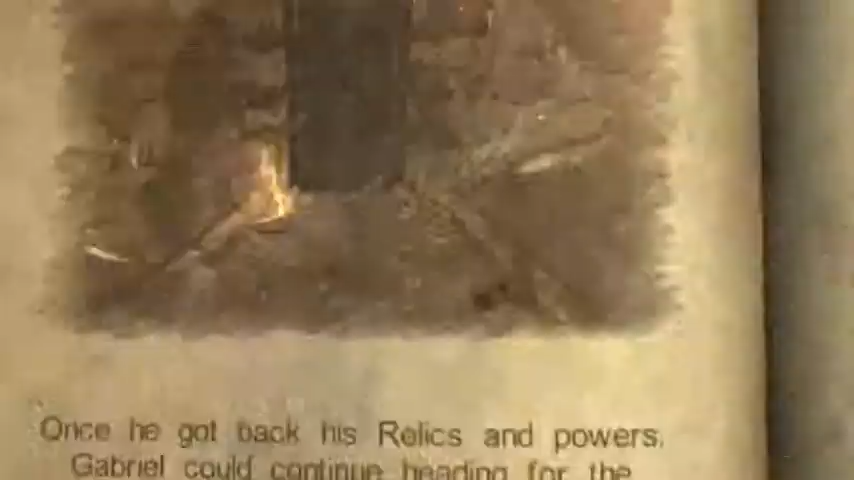 Once he got back his Relics and powers,
Gabriel could continue heading for the